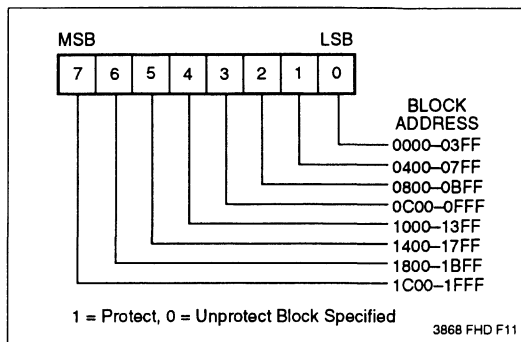 MSB LSB
7 6 5 4 3 2 1 0
BLOCK
ADDRESS
0000–03FF
0400–07FF
0800–0BFF
0C00–0FFF
1000–13FF
1400–17FF
1800–1BFF
1C00–1FFF
1 = Protect, 0 = Unprotect Block Specified
3868 FHD F11